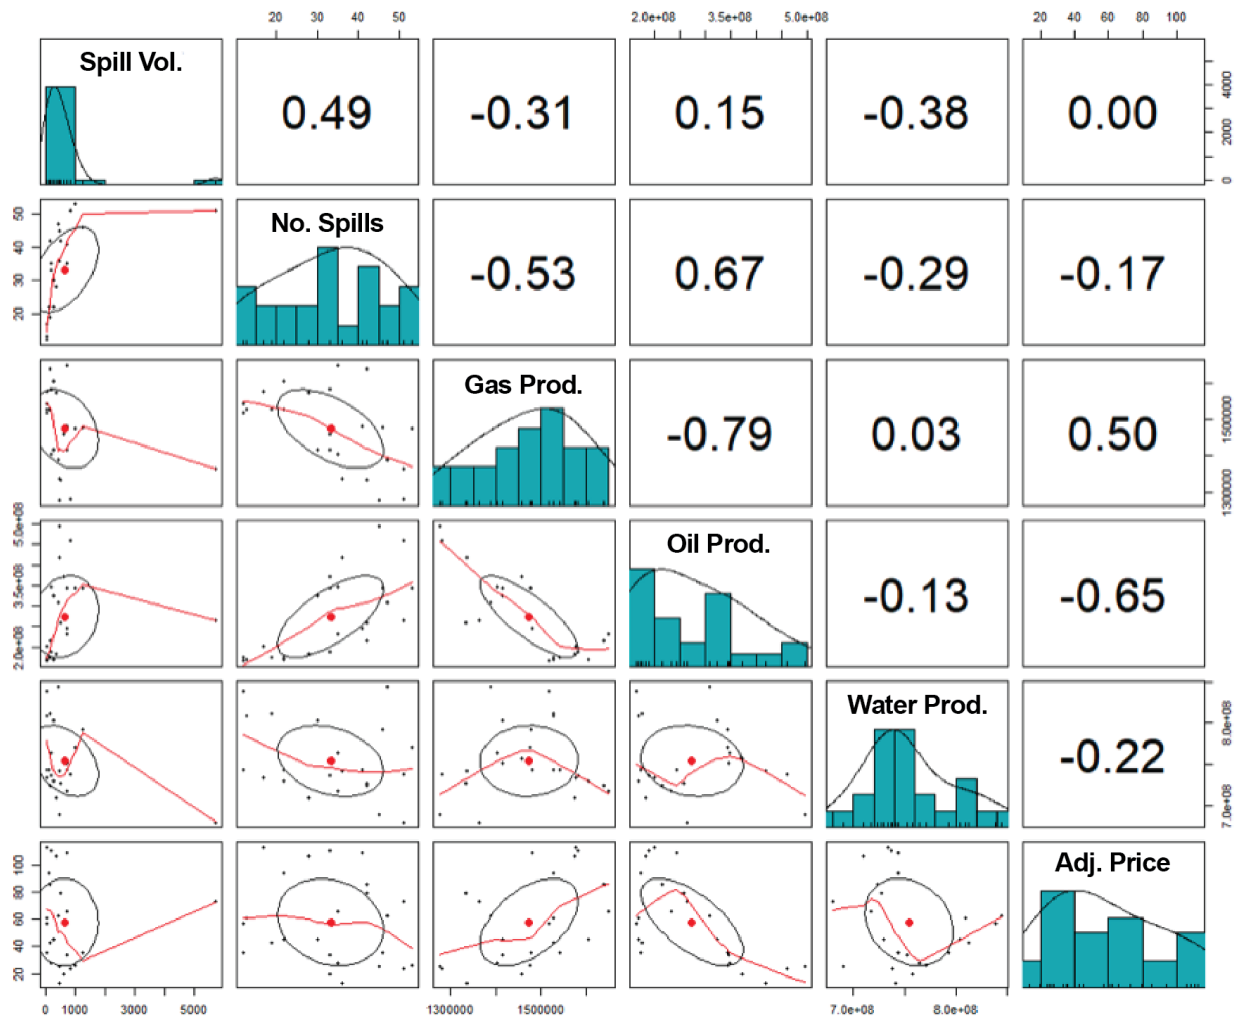 20 30 40 50 2.0e+08 3.5e+08 5.0e+08 20 40 60 80 100
Spill Vol. 0.49 -0.31 0.15 -0.38 0.00
0 2000 4000
No. Spills -0.53 0.67 -0.29 -0.17
20 30 40 50
Gas Prod. -0.79 0.03 0.50
1300000 1500000
Oil Prod. -0.13 -0.65
2.0e+08 3.5e+08 5.0e+08
Water Prod. -0.22
7.0e+08 8.0e+08
Adj. Price
20 40 60 80 100
0 1000 3000 5000 1300000 1500000 7.0e+08 8.0e+08